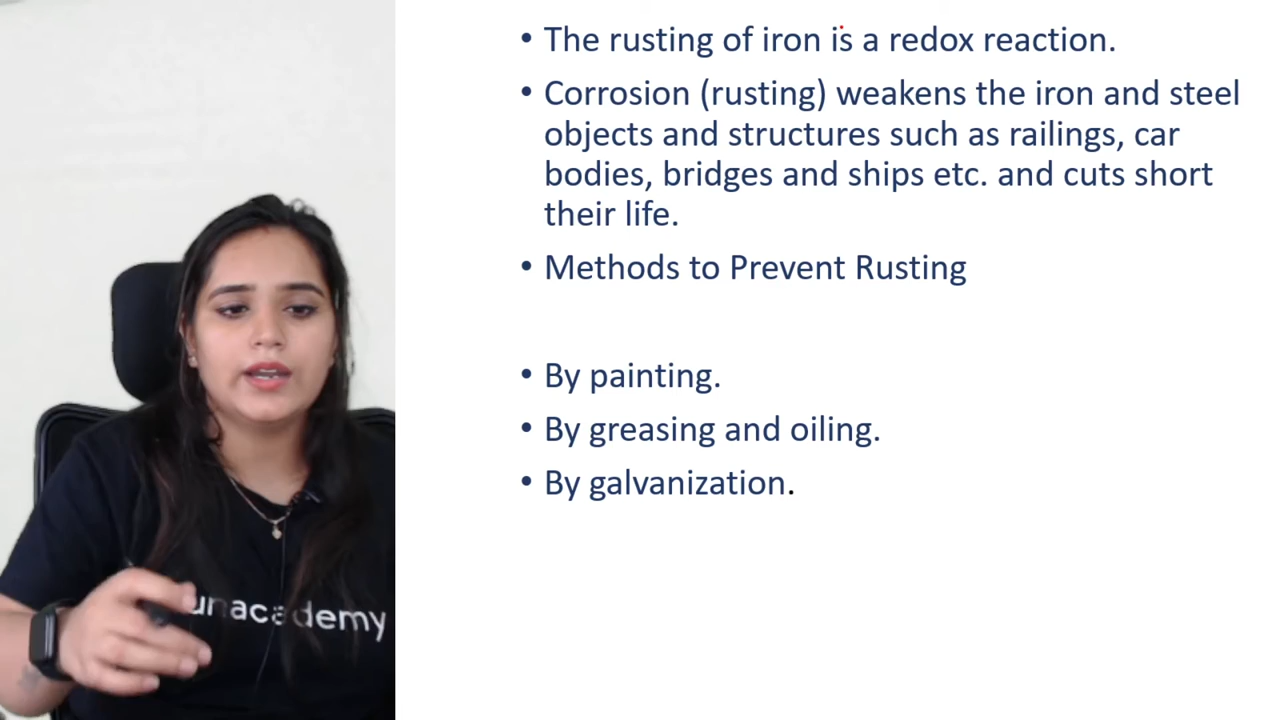 • The rusting of iron is a redox reaction.
• Corrosion (rusting) weakens the iron and steel
objects and structures such as railings, car
bodies, bridges and ships etc. and cuts short
their life.
• Methods to Prevent Rusting
• By painting.
• By greasing and oiling.
• By galvanization.
unacademy